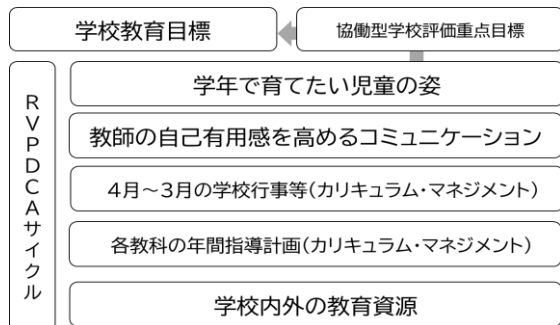 学校教育目標
協働型学校評価重点目標
RVPDCAサイクル
学年で育てたい児童の姿
教師の自己有用感を高めるコミュニケーション
4月～3月の学校行事等(カリキュラム・マネジメント)
各教科の年間指導計画(カリキュラム・マネジメント)
学校内外の教育資源